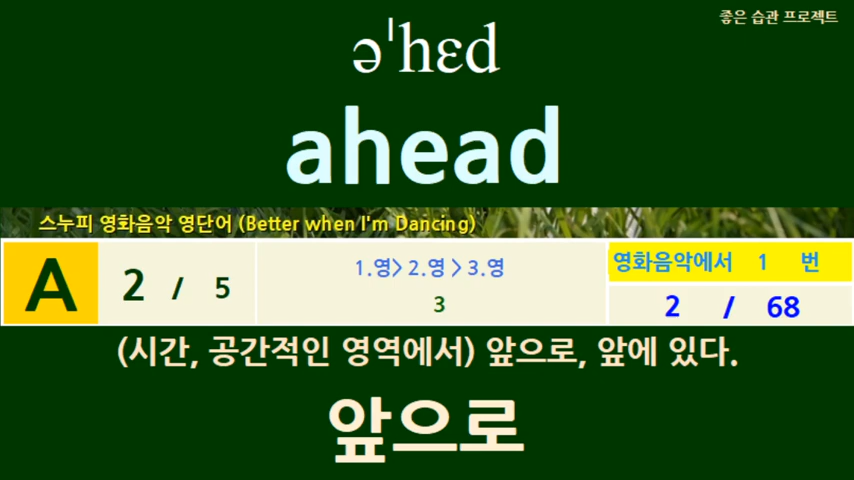 좋은 습관 프로젝트
əˈhɛd
ahead
스누피 영화음악 영단어 (Better when I'm Dancing)
A 2 / 5
1.영> 2.영 > 3.영
3
영화음악에서 1 번
2 / 68
(시간, 공간적인 영역에서) 앞으로, 앞에 있다.
앞으로